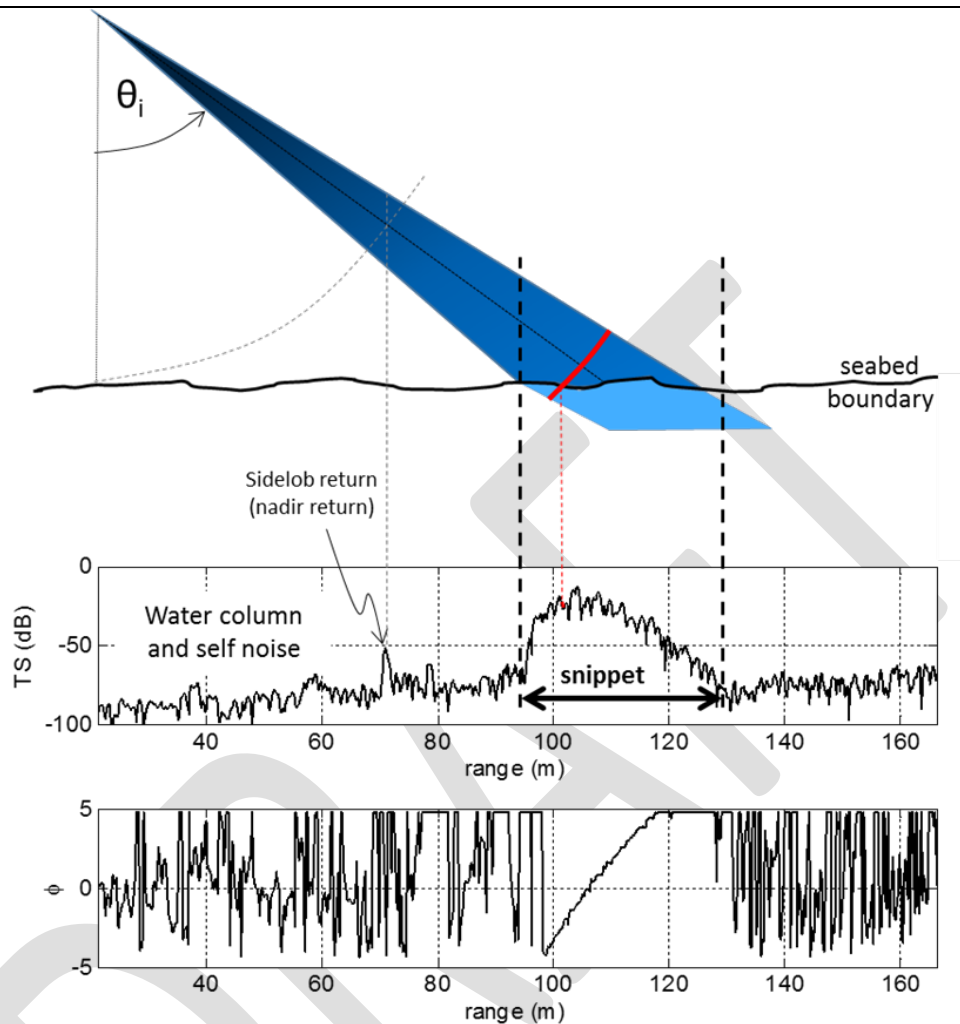 θi
seabed
boundary
Sidelob return
(nadir return)
0
-50
-100
TS (dB)
Water column
and self noise
snippet
40 60 80 100 120 140 160
range (m)
5
0
-5
ϕ
40 60 80 100 120 140 160
range (m)
DRAFT